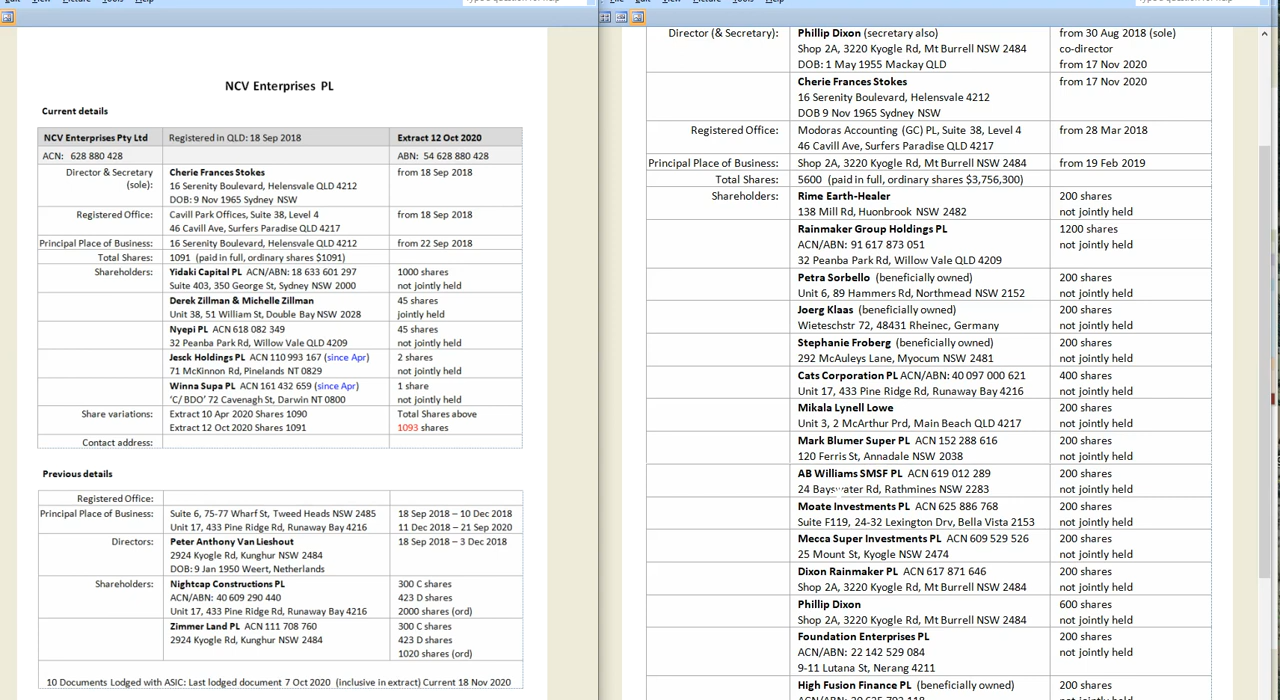 NCV Enterprises PL
Current details
NCV Enterprises Pty Ltd Registered in QLD: 18 Sep 2018 Extract 12 Oct 2020
ACN: 628 880 428 ABN: 54 628 880 428
Director & Secretary Cherie Frances Stokes from 18 Sep 2018
(sole): 16 Serenity Boulevard, Helensvale QLD 4212
DOB: 9 Nov 1965 Sydney NSW
Registered Office: Cavill Park Offices, Suite 38, Level 4 from 18 Sep 2018
46 Cavill Ave, Surfers Paradise QLD 4217
Principal Place of Business: 16 Serenity Boulevard, Helensvale QLD 4212 from 22 Sep 2018
Total Shares: 1091 (paid in full, ordinary shares $1091)
Shareholders: Yidaki Capital PL ACN/ABN: 18 633 601 297 1000 shares
Suite 403, 350 George St, Sydney NSW 2000 not jointly held
Derek Zillman & Michelle Zillman 45 shares
Unit 38, 51 William St, Double Bay NSW 2028 jointly held
Nyepi PL ACN 618 082 349 45 shares
32 Peanba Park Rd, Willow Vale QLD 4209 not jointly held
Jesck Holdings PL ACN 110 993 167 (since Apr) 2 shares
71 McKinnon Rd, Pinelands NT 0829 not jointly held
Winna Supa PL ACN 161 432 659 (since Apr) 1 share
‘C/ BDO’ 72 Cavenagh St, Darwin NT 0800 not jointly held
Share variations: Extract 10 Apr 2020 Shares 1090 Total Shares above
Extract 12 Oct 2020 Shares 1091 1093 shares
Contact address:
Previous details
Registered Office:
Principal Place of Business: Suite 6, 75-77 Wharf St, Tweed Heads NSW 2485 18 Sep 2018 – 10 Dec 2018
Unit 17, 433 Pine Ridge Rd, Runaway Bay 4216 11 Dec 2018 – 21 Sep 2020
Directors: Peter Anthony Van Lieshout 18 Sep 2018 – 3 Dec 2018
2924 Kyogle Rd, Kunghur NSW 2484
DOB: 9 Jan 1950 Weert, Netherlands
Shareholders: Nightcap Constructions PL 300 C shares
ACN/ABN: 40 609 290 440 423 D shares
Unit 17, 433 Pine Ridge Rd, Runaway Bay 4216 2000 shares (ord)
Zimmer Land PL ACN 111 708 760 300 C shares
2924 Kyogle Rd, Kunghur NSW 2484 423 D shares
1020 shares (ord)
10 Documents Lodged with ASIC: Last lodged document 7 Oct 2020 (inclusive in extract) Current 18 Nov 2020
Director (& Secretary): Phillip Dixon (secretary also) from 30 Aug 2018 (sole)
Shop 2A, 3220 Kyogle Rd, Mt Burrell NSW 2484 co-director
DOB: 1 May 1955 Mackay QLD from 17 Nov 2020
Cherie Frances Stokes from 17 Nov 2020
16 Serenity Boulevard, Helensvale 4212
DOB 9 Nov 1965 Sydney NSW
Registered Office: Modoras Accounting (GC) PL, Suite 38, Level 4 from 28 Mar 2018
46 Cavill Ave, Surfers Paradise QLD 4217
Principal Place of Business: Shop 2A, 3220 Kyogle Rd, Mt Burrell NSW 2484 from 19 Feb 2019
Total Shares: 5600 (paid in full, ordinary shares $3,756,300)
Shareholders: Rime Earth-Healer 200 shares
138 Mill Rd, Huonbrook NSW 2482 not jointly held
Rainmaker Group Holdings PL 1200 shares
ACN/ABN: 91 617 873 051 not jointly held
32 Peanba Park Rd, Willow Vale QLD 4209
Petra Sorbello (beneficially owned) 200 shares
Unit 6, 89 Hammers Rd, Northmead NSW 2152 not jointly held
Joerg Klaas (beneficially owned) 200 shares
Wieteschstr 72, 48431 Rheinec, Germany not jointly held
Stephanie Froberg (beneficially owned) 200 shares
292 McAuleys Lane, Myocum NSW 2481 not jointly held
Cats Corporation PL ACN/ABN: 40 097 000 621 400 shares
Unit 17, 433 Pine Ridge Rd, Runaway Bay 4216 not jointly held
Mikala Lynell Lowe 200 shares
Unit 3, 2 McArthur Prd, Main Beach QLD 4217 not jointly held
Mark Blumer Super PL ACN 152 288 616 200 shares
120 Ferris St, Annadale NSW 2038 not jointly held
AB Williams SMSF PL ACN 619 012 289 200 shares
24 Bayswater Rd, Rathmines NSW 2283 not jointly held
Moate Investments PL ACN 625 886 768 200 shares
Suite F119, 24-32 Lexington Drv, Bella Vista 2153 not jointly held
Mecca Super Investments PL ACN 609 529 526 200 shares
25 Mount St, Kyogle NSW 2474 not jointly held
Dixon Rainmaker PL ACN 617 871 646 200 shares
Shop 2A, 3220 Kyogle Rd, Mt Burrell NSW 2484 not jointly held
Phillip Dixon 600 shares
Shop 2A, 3220 Kyogle Rd, Mt Burrell NSW 2484 not jointly held
Foundation Enterprises PL 200 shares
ACN/ABN: 22 142 529 084 not jointly held
9-11 Lutana St, Nerang 4211
High Fusion Finance PL (beneficially owned) 200 shares